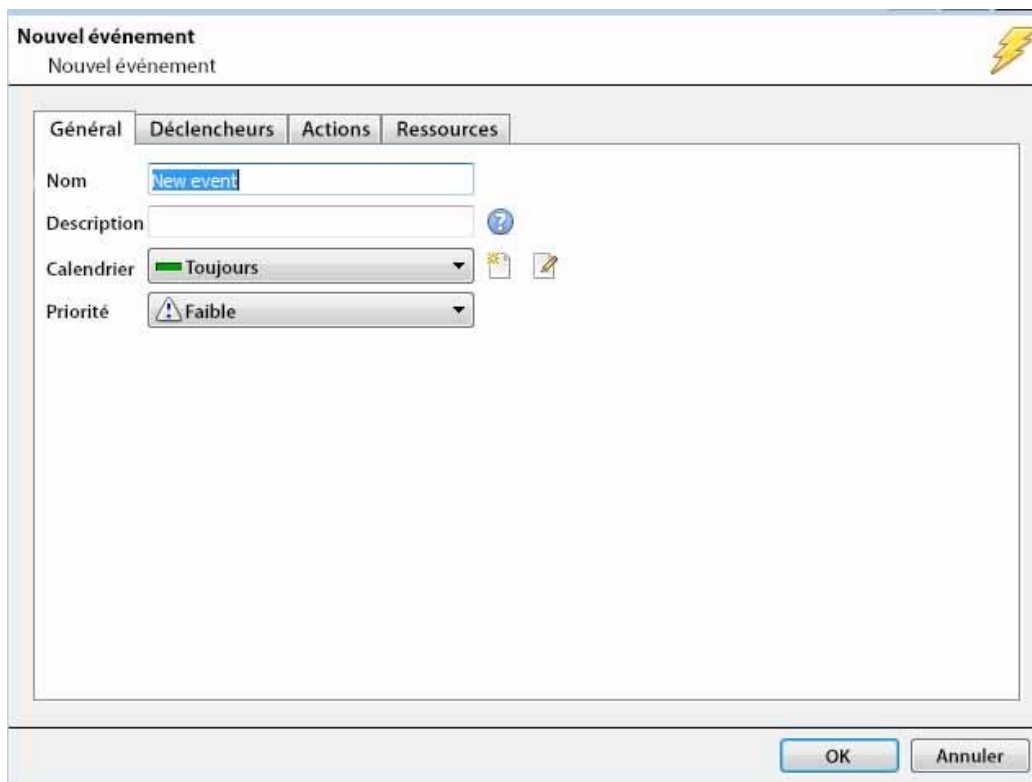 Nouvel événement
Nouvel événement
Général Déclencheurs Actions Ressources
Nom New event
Description
Calendrier Toujours
Priorité Faible
OK Annuler